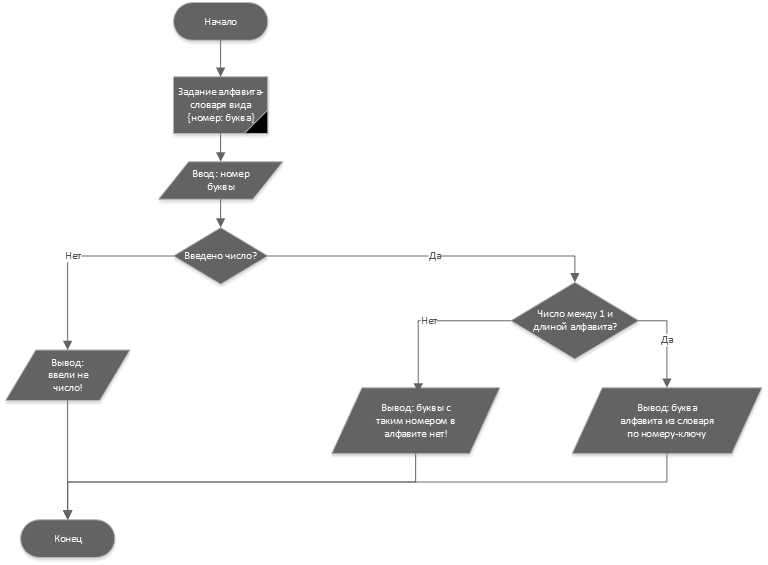 Начало
Задание алфавита-
словаря вида
{номер: буква}
Ввод: номер
буквы
Введено число?
Нет
Да
Число между 1 и
длиной алфавита?
Нет
Да
Вывод:
ввели не
число!
Вывод: буквы с
таким номером в
алфавите нет!
Вывод: буква
алфавита из словаря
по номеру-ключу
Конец